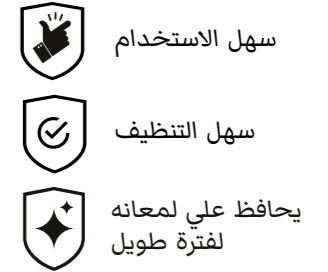 سهل الاستخدام
سهل التنظيف
يحافظ علي لمعانه
لفترة طويل